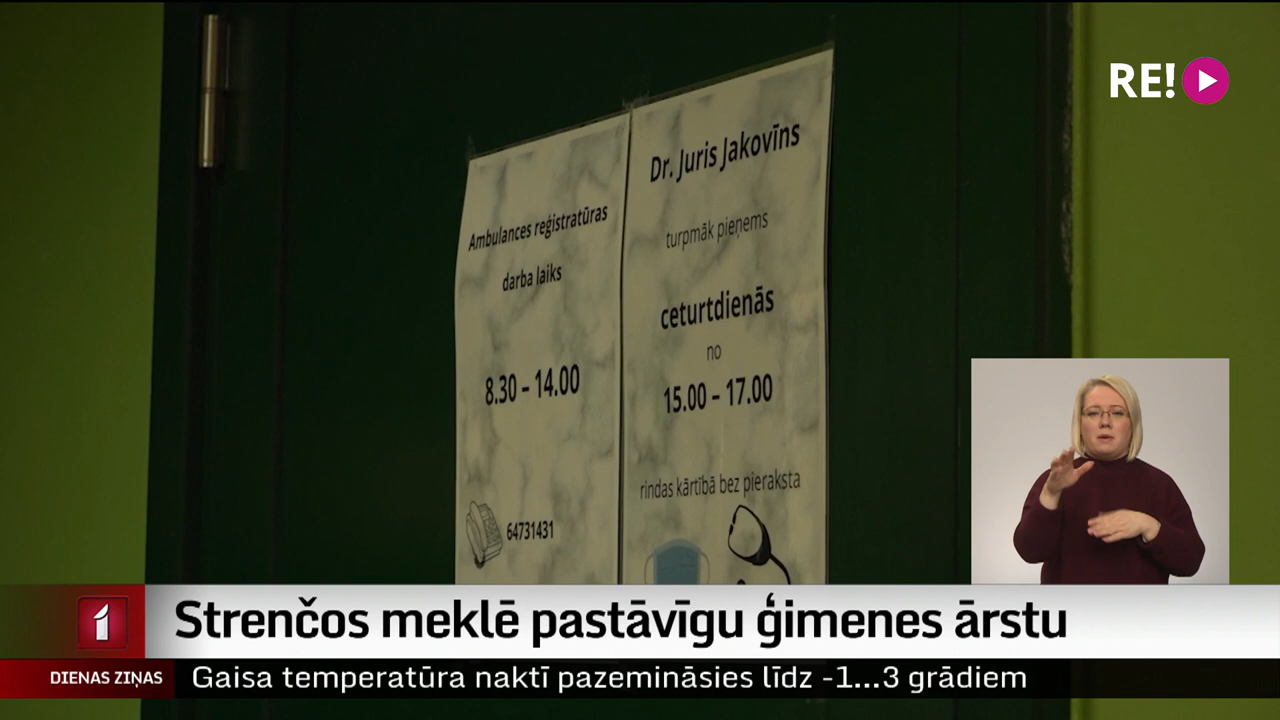 RE!
Ambulances reģistratūras
darba laiks
8.30 – 14.00
64731431
Dr. Juris Jakovīns
turpmāk pieņems
ceturtdienās
no
15.00 – 17.00
rindas kārtībā bez pieraksta
1
Strenčos meklē pastāvīgu ģimenes ārstu
DIENAS ZIŅAS
Gaisa temperatūra naktī pazemināsies līdz -1...3 grādiem